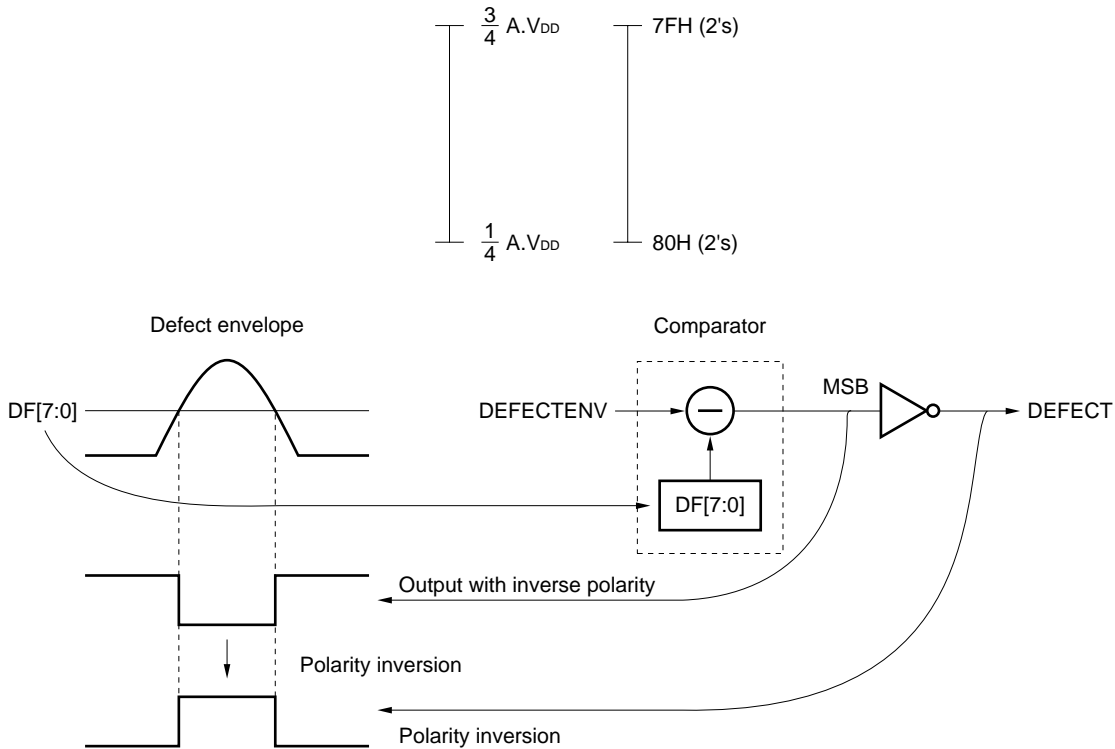 3/4 A.VDD
7FH (2's)
1/4 A.VDD
80H (2's)
Defect envelope
Comparator
DF[7:0]
DEFECTENV
MSB
DEFECT
DF[7:0]
Output with inverse polarity
Polarity inversion
Polarity inversion